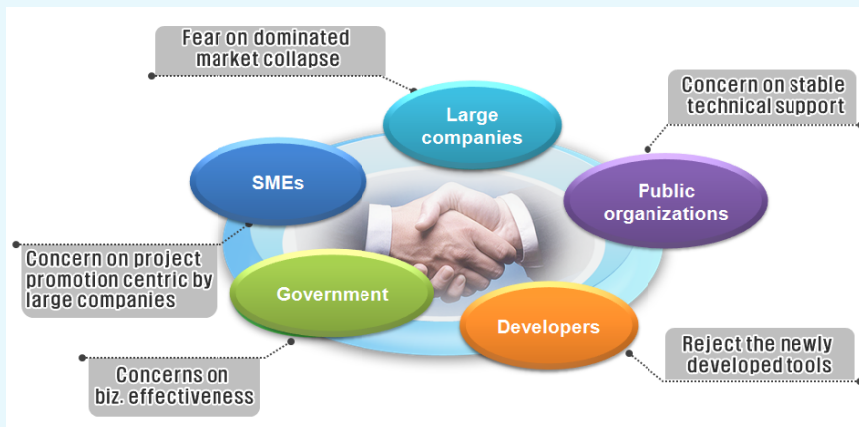 Fear on dominated
market collapse
Large
companies
Concern on stable
technical support
SMEs
Public
organizations
Concern on project
promotion centric by
large companies
Government
Developers
Concerns on
biz. effectiveness
Reject the newly
developed tools